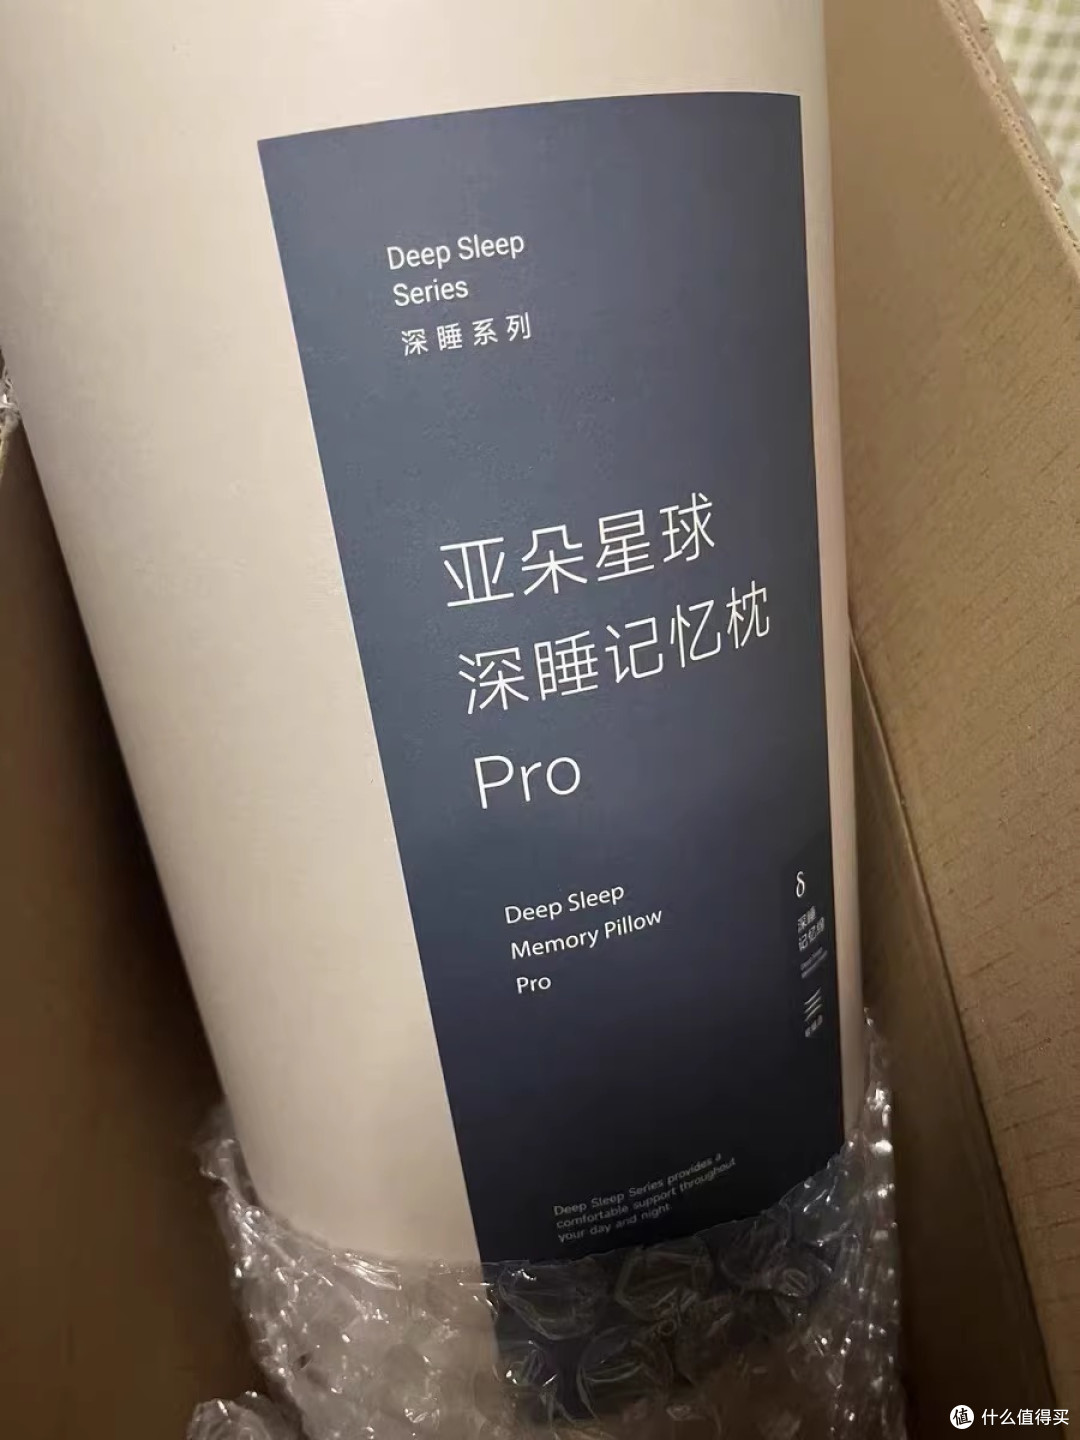 Deep Sleep
Series
深睡系列
亚朵星球
深睡记忆枕
Pro
Deep Sleep
Memory Pillow
Pro
δ
深睡
记忆绵
Deep Sleep Series provides a
comfortable support throughout
your day and night
值 什么值得买